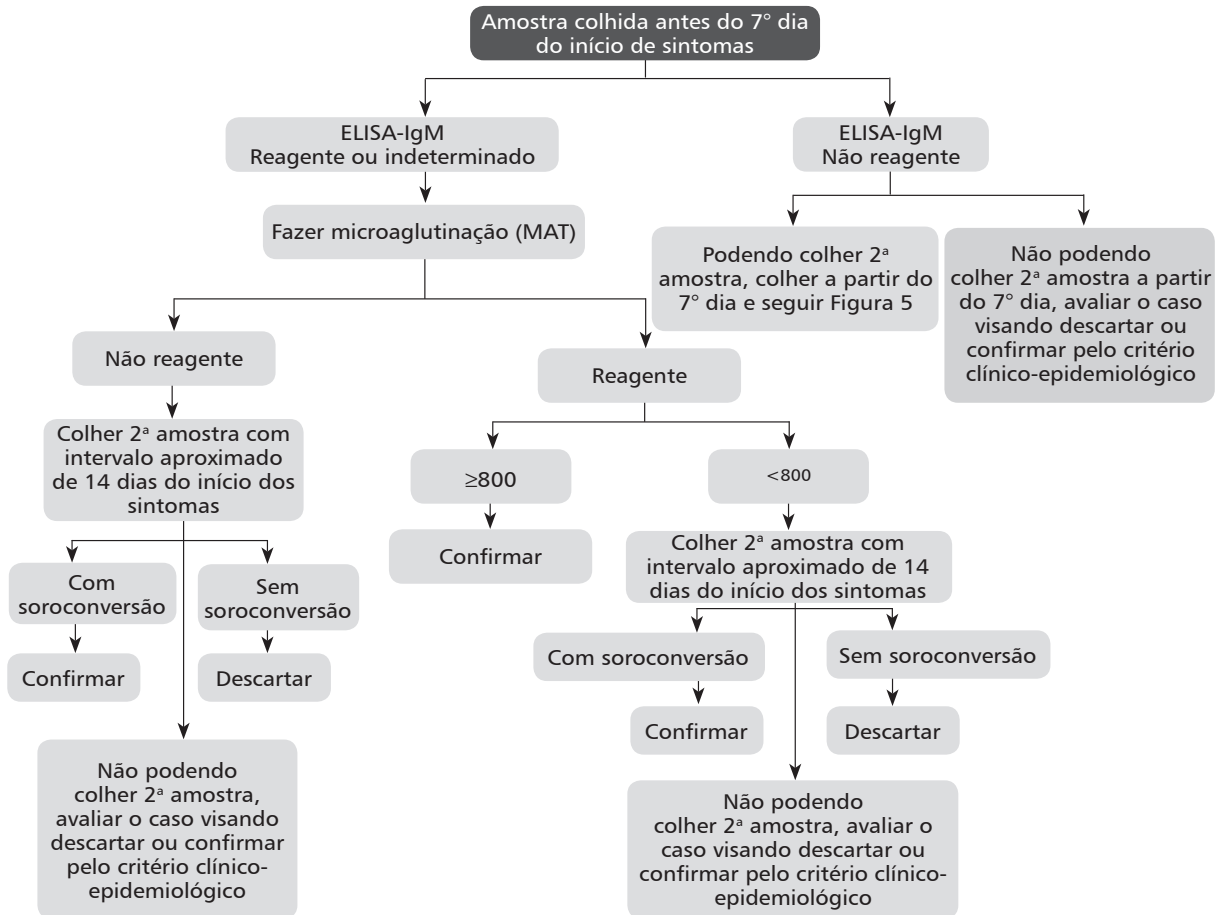 Amostra colhida antes do 7° dia
do início de sintomas
ELISA-IgM
Reagente ou indeterminado
ELISA-IgM
Não reagente
Fazer microaglutinação (MAT)
Podendo colher 2ª
amostra, colher a partir do
7° dia e seguir Figura 5
Não podendo
colher 2ª amostra a partir
do 7° dia, avaliar o caso
visando descartar ou
confirmar pelo critério
clínico-epidemiológico
Não reagente
Reagente
Colher 2ª amostra com
intervalo aproximado
de 14 dias do início dos
sintomas
≥800
<800
Confirmar
Colher 2ª amostra com
intervalo aproximado de 14
dias do início dos sintomas
Com
soroconversão
Sem
soroconversão
Confirmar
Descartar
Com soroconversão
Sem soroconversão
Confirmar
Descartar
Não podendo
colher 2ª amostra,
avaliar o caso visando
descartar ou confirmar
pelo critério clínico-
epidemiológico
Não podendo
colher 2ª amostra, avaliar o
caso visando descartar ou
confirmar pelo critério clínico-
epidemiológico